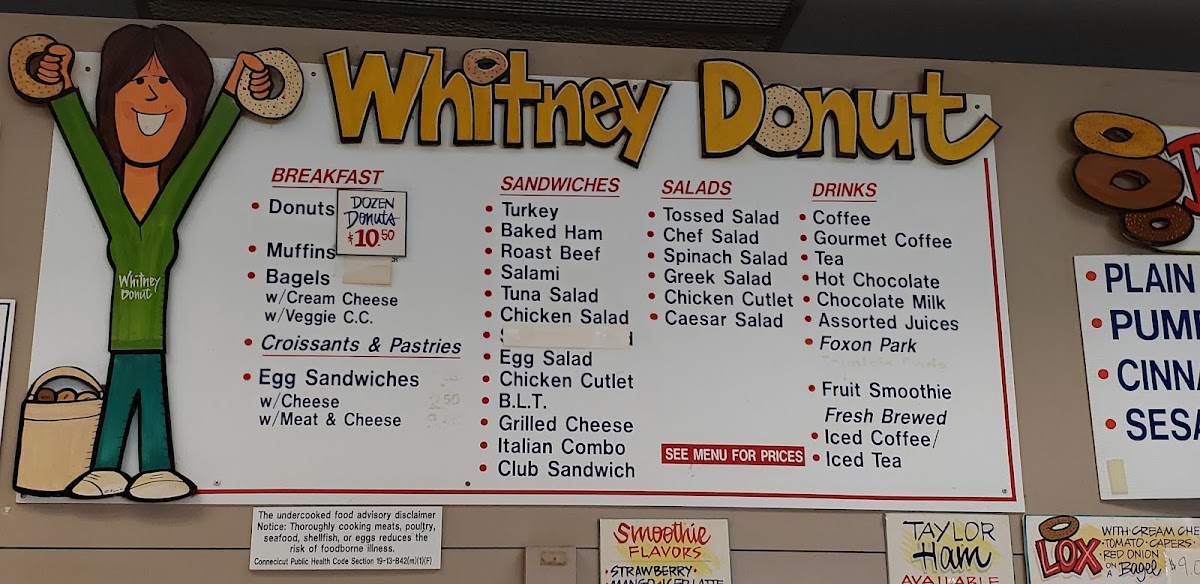 Whitney Donut
Whitney
Donut
BREAKFAST
Donuts
DOZEN
Donuts
$10.50
Muffins
Bagels
w/Cream Cheese
w/Veggie C.C.
Croissants & Pastries
Egg Sandwiches
w/Cheese 2.50
w/Meat & Cheese
SANDWICHES
Turkey
Baked Ham
Roast Beef
Salami
Tuna Salad
Chicken Salad
Egg Salad
Chicken Cutlet
B.L.T.
Grilled Cheese
Italian Combo
Club Sandwich
SALADS
Tossed Salad
Chef Salad
Spinach Salad
Greek Salad
Chicken Cutlet
Caesar Salad
SEE MENU FOR PRICES
DRINKS
Coffee
Gourmet Coffee
Tea
Hot Chocolate
Chocolate Milk
Assorted Juices
Foxon Park
Fruit Smoothie
Fresh Brewed
Iced Coffee/
Iced Tea
PLAIN
PUM
CINN
SESA
The undercooked food advisory disclaimer
Notice: Thoroughly cooking meats, poultry,
seafood, shellfish, or eggs reduces the
risk of foodborne illness.
Connecticut Public Health Code Section 19-13-B42(m)(1)(F)
Smoothie
FLAVORS
STRAWBERRY
TAYLOR
Ham
AVAILABLE
LOX
WITH CREAM CHE
TOMATO · CAPERS
RED ONION
ON A Bagel